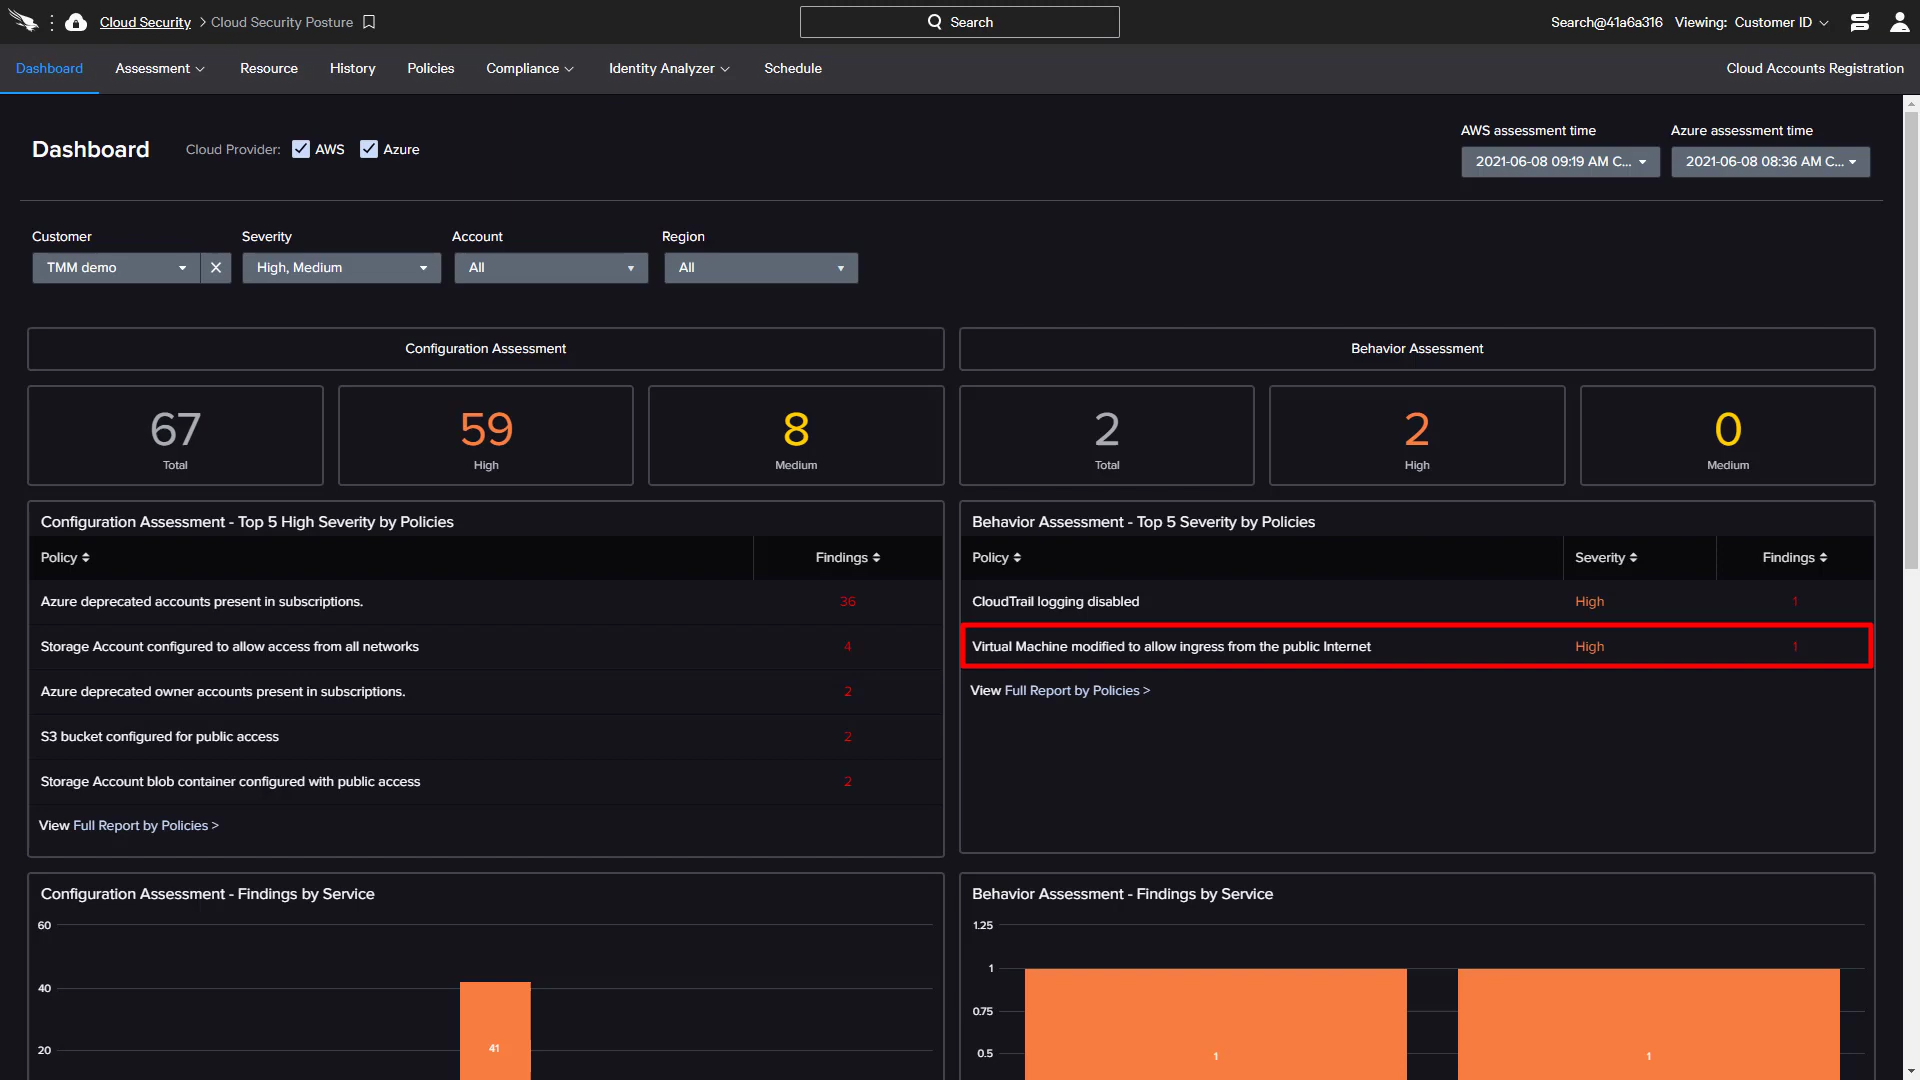 Cloud Security > Cloud Security Posture
Search
Search@41a6a316 Viewing: Customer ID
Dashboard Assessment Resource History Policies Compliance Identity Analyzer Schedule Cloud Accounts Registration
Dashboard Cloud Provider: AWS Azure
AWS assessment time Azure assessment time
2021-06-08 09:19 AM C... 2021-06-08 08:36 AM C...
Customer Severity Account Region
TMM demo High, Medium All All
Configuration Assessment
67 59 8
Total High Medium
Configuration Assessment - Top 5 High Severity by Policies
Policy Findings
Azure deprecated accounts present in subscriptions. 36
Storage Account configured to allow access from all networks 4
Azure deprecated owner accounts present in subscriptions. 2
S3 bucket configured for public access 2
Storage Account blob container configured with public access 2
View Full Report by Policies >
Behavior Assessment
2 2 0
Total High Medium
Behavior Assessment - Top 5 Severity by Policies
Policy Severity Findings
CloudTrail logging disabled High 1
Virtual Machine modified to allow ingress from the public Internet High 1
View Full Report by Policies >
Configuration Assessment - Findings by Service
60
40
20
41
Behavior Assessment - Findings by Service
1.25
1
0.75
0.5
1 1